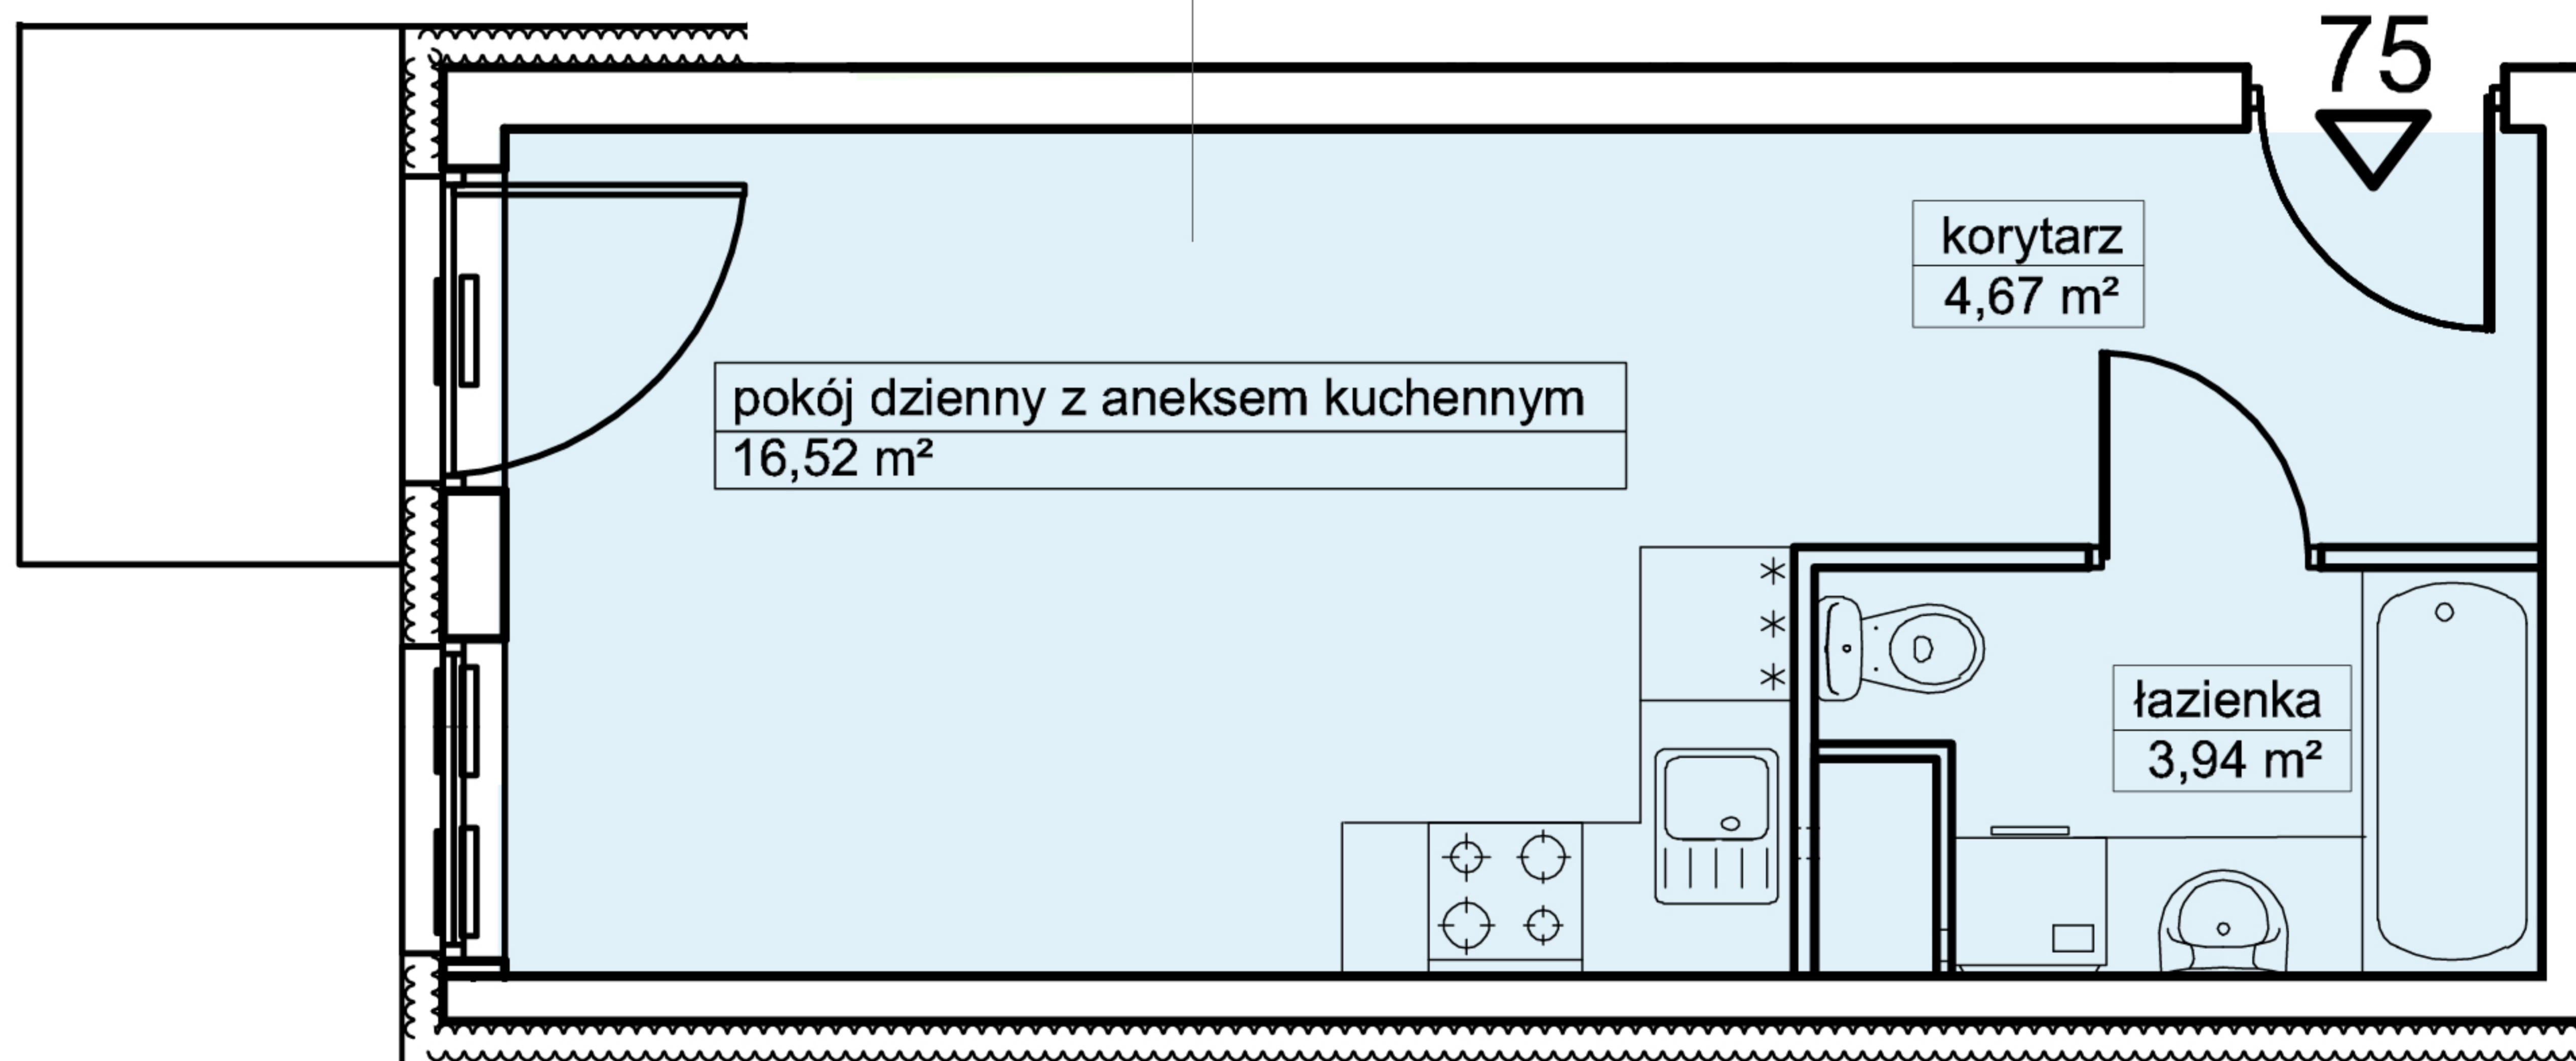 75
korytarz
4,67 m²
pokój dzienny z aneksem kuchennym
16,52 m²
łazienka
3,94 m²